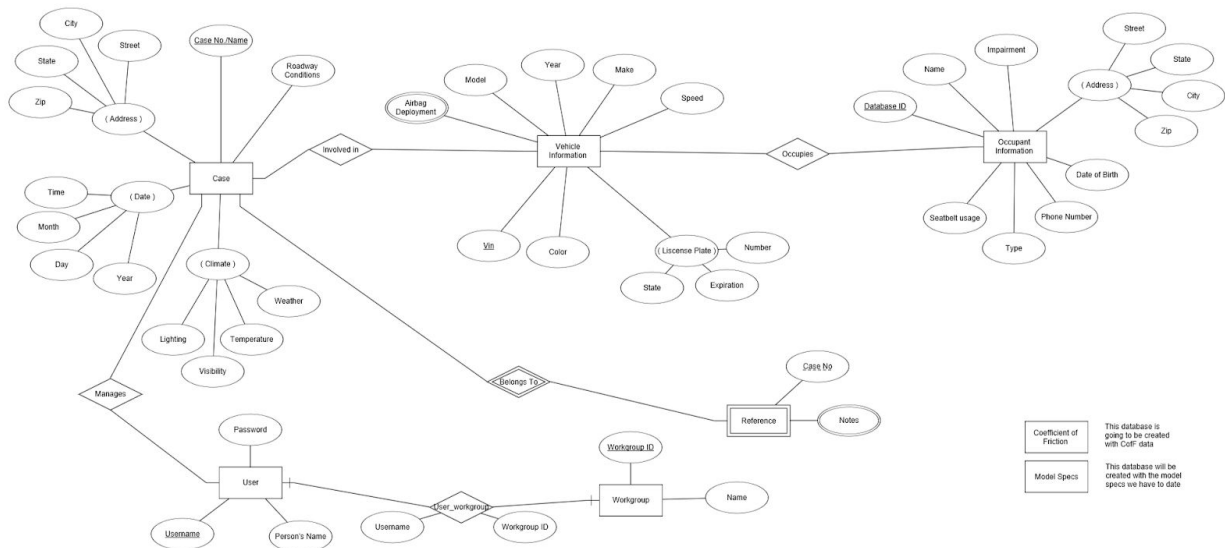 City
Street
State
Zip
( Address )
Case No./Name
Roadway
Conditions
Case
Time
( Date )
Month
Day
Year
( Climate )
Weather
Lighting
Temperature
Visibility
Involved in
Airbag
Deployment
Model
Year
Make
Speed
Vehicle
Information
Vin
Color
( Liscense Plate )
Number
State
Expiration
Occupies
Database ID
Name
Impairment
Street
( Address )
State
City
Zip
Occupant
Information
Date of Birth
Seatbelt usage
Phone Number
Type
Manages
Belongs To
Case No
Reference
Notes
Password
User
Username
Person's Name
User_workgroup
Username
Workgroup ID
Workgroup ID
Workgroup
Name
Coefficient of
Friction
This database is
going to be created
with CofF data
Model Specs
This database will be
created with the model
specs we have to date